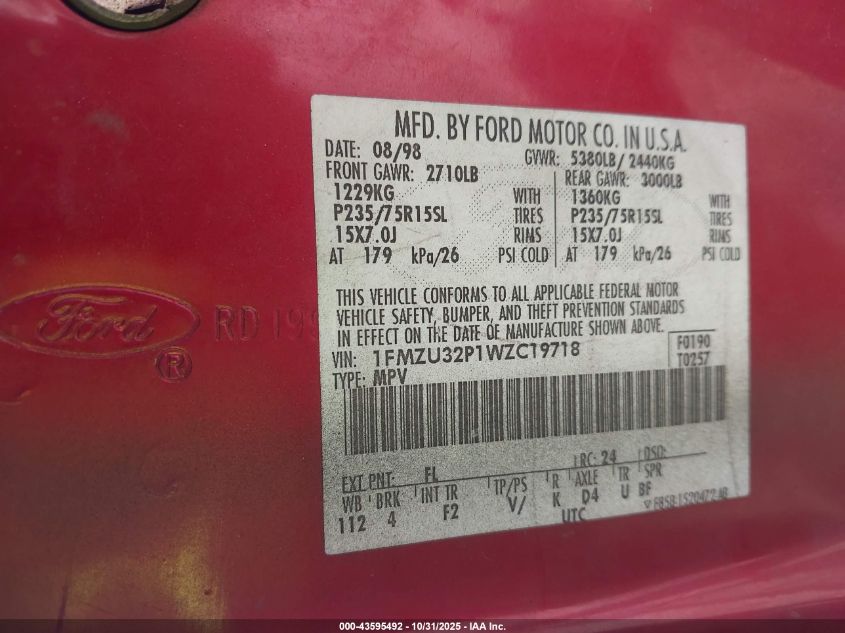 MFD. BY FORD MOTOR CO. IN U.S.A.
DATE: 08/98 GVWR: 5380LB/ 2440KG
FRONT GAWR: 2710LB REAR GAWR: 3000LB
1229KG WITH 1360KG WITH
P235/75R15SL TIRES P235/75R15SL TIRES
15X7.0J RIMS 15X7.0J RIMS
AT 179 kPa/26 PSI COLD AT 179 kPa/26 PSI COLD
THIS VEHICLE CONFORMS TO ALL APPLICABLE FEDERAL MOTOR
VEHICLE SAFETY, BUMPER, AND THEFT PREVENTION STANDARDS
IN EFFECT ON THE DATE OF MANUFACTURE SHOWN ABOVE.
VIN: 1FMZU32P1WZC19718 F0190
TYPE: MPV T0257
Ford ® RD 199
EXT PNT: FL RC: 24 DSO:
WB BRK INT TR TP/PS R AXLE TR SPR
112 4 F2 V/ K D4 U BF
UTC
000-43595492 - 10/31/2025 - IAA Inc.